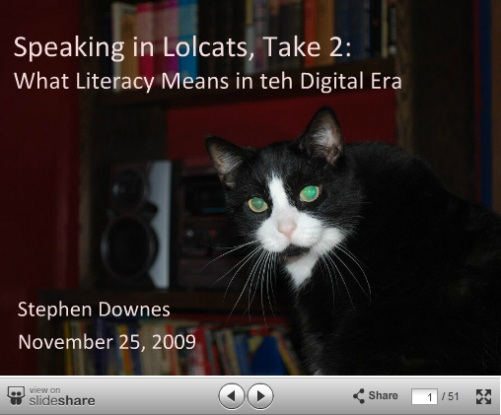 Speaking in Lolcats, Take 2:
What Literacy Means in teh Digital Era
Stephen Downes
November 25, 2009
view on
slideshare
Share
1 / 51